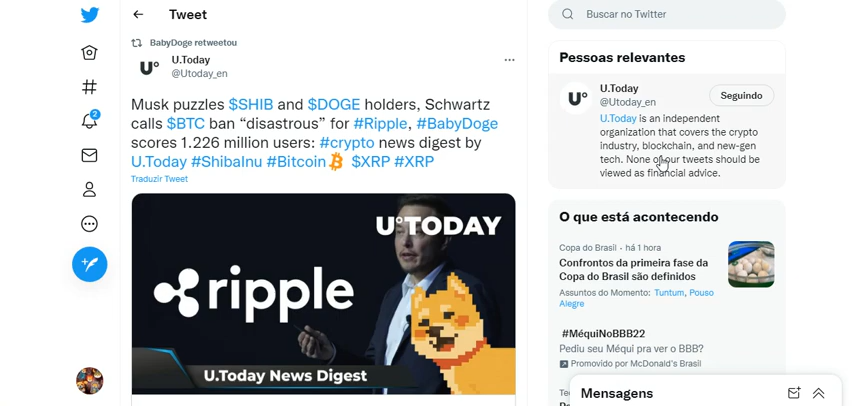 Tweet
BabyDoge retweetou
U.Today
@Utoday_en
Musk puzzles $SHIB and $DOGE holders, Schwartz
calls $BTC ban “disastrous” for #Ripple, #BabyDoge
scores 1.226 million users: #crypto news digest by
U.Today #ShibaInu #Bitcoin $XRP #XRP
Traduzir Tweet
U°TODAY
ripple
U.Today News Digest
2
Buscar no Twitter
Pessoas relevantes
U°
U.Today
@Utoday_en
Seguindo
U.Today is an independent
organization that covers the crypto
industry, blockchain, and new-gen
tech. None of our tweets should be
viewed as financial advice.
O que está acontecendo
Copa do Brasil · há 1 hora
Confrontos da primeira fase da
Copa do Brasil são definidos
Assuntos do Momento: Tuntum, Pouso
Alegre
#MéquiNoBBB22
Pediu seu Méqui pra ver o BBB?
Promovido por McDonald's Brasil
Mensagens